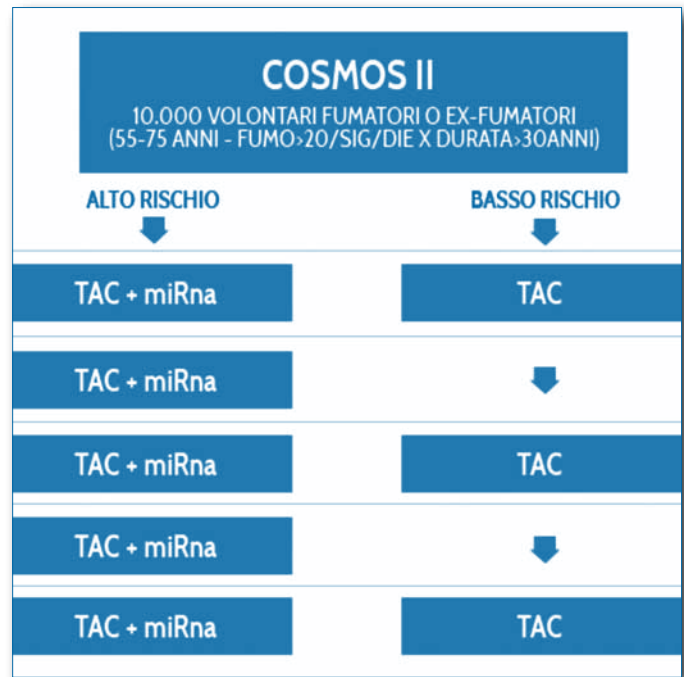 COSMOS II
10.000 VOLONTARI FUMATORI O EX-FUMATORI
(55-75 ANNI - FUMO>20/SIG/DIE X DURATA>30ANNI)
ALTO RISCHIO
BASSO RISCHIO
TAC + miRna
TAC
TAC + miRna
TAC + miRna
TAC
TAC + miRna
TAC + miRna
TAC